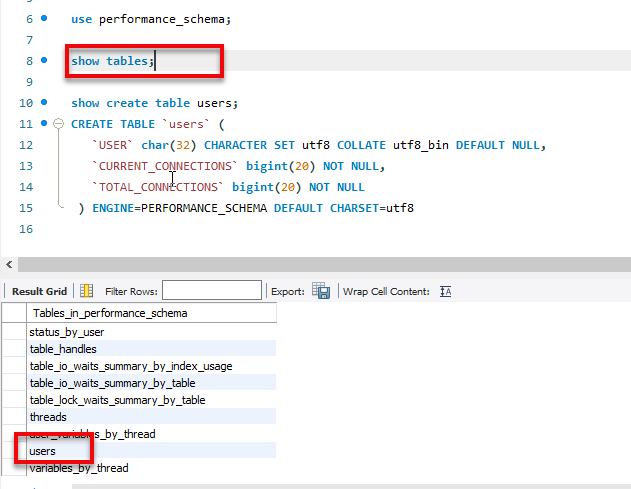 6 use performance_schema;
7
8 show tables;
9
10 show create table users;
11 CREATE TABLE `users` (
12 `USER` char(32) CHARACTER SET utf8 COLLATE utf8_bin DEFAULT NULL,
13 `CURRENT_CONNECTIONS` bigint(20) NOT NULL,
14 `TOTAL_CONNECTIONS` bigint(20) NOT NULL
15 ) ENGINE=PERFORMANCE_SCHEMA DEFAULT CHARSET=utf8
16
Result Grid Filter Rows: Export: Wrap Cell Content: IA
Tables_in_performance_schema
status_by_user
table_handles
table_io_waits_summary_by_index_usage
table_io_waits_summary_by_table
table_lock_waits_summary_by_table
threads
user_variables_by_thread
users
variables_by_thread